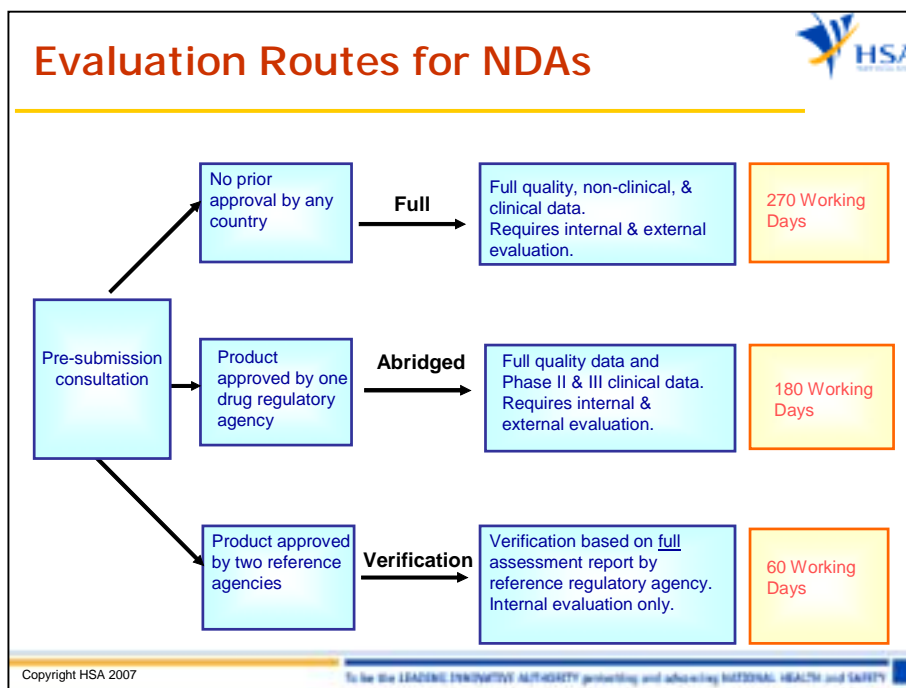 Evaluation Routes for NDAs
HSA
No prior
approval by any
country
Full
Full quality, non-clinical, &
clinical data.
Requires internal & external
evaluation.
270 Working
Days
Pre-submission
consultation
Product
approved by one
drug regulatory
agency
Abridged
Full quality data and
Phase II & III clinical data.
Requires internal &
external evaluation.
180 Working
Days
Product approved
by two reference
agencies
Verification
Verification based on full
assessment report by
reference regulatory agency.
Internal evaluation only.
60 Working
Days
Copyright HSA 2007
To be the LEADING INNOVATIVE AUTHORITY protecting and advancing NATIONAL HEALTH and SAFETY